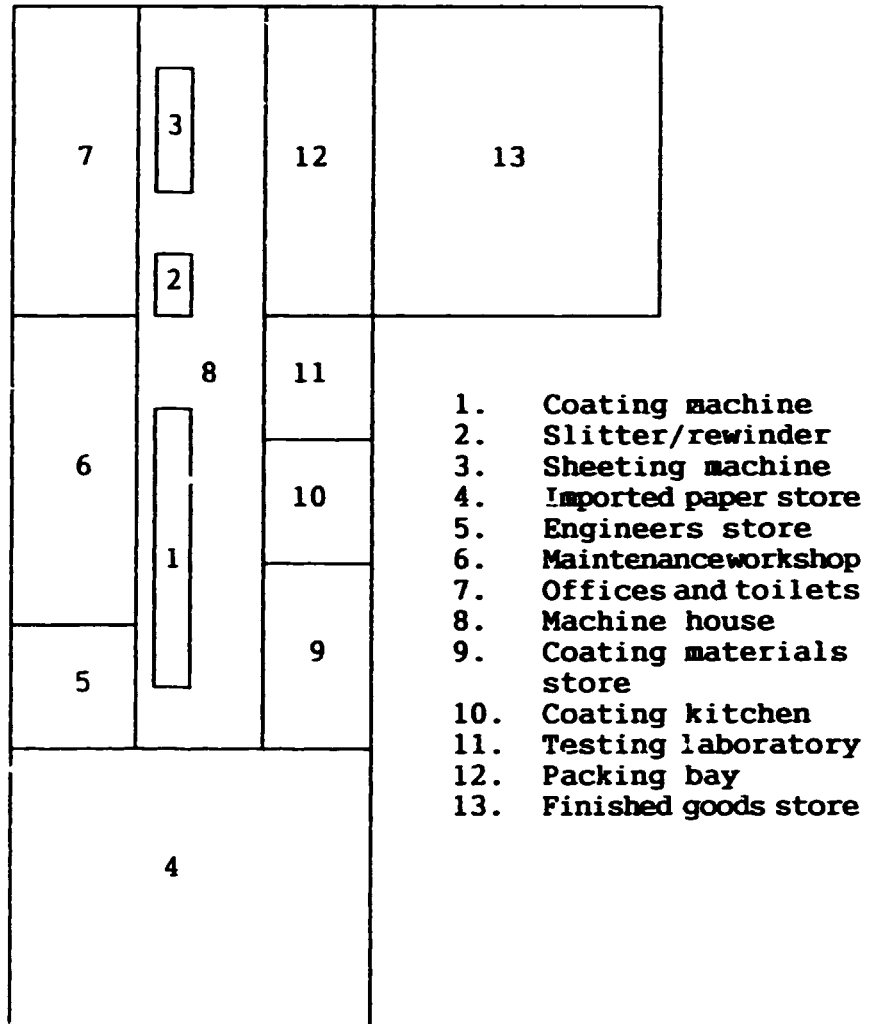 3
7
12
13
2
8
11
6
10
1
9
5
4
1. Coating machine
2. Slitter/rewinder
3. Sheeting machine
4. Imported paper store
5. Engineers store
6. Maintenanceworkshop
7. Offices and toilets
8. Machine house
9. Coating materials
store
10. Coating kitchen
11. Testing laboratory
12. Packing bay
13. Finished goods store